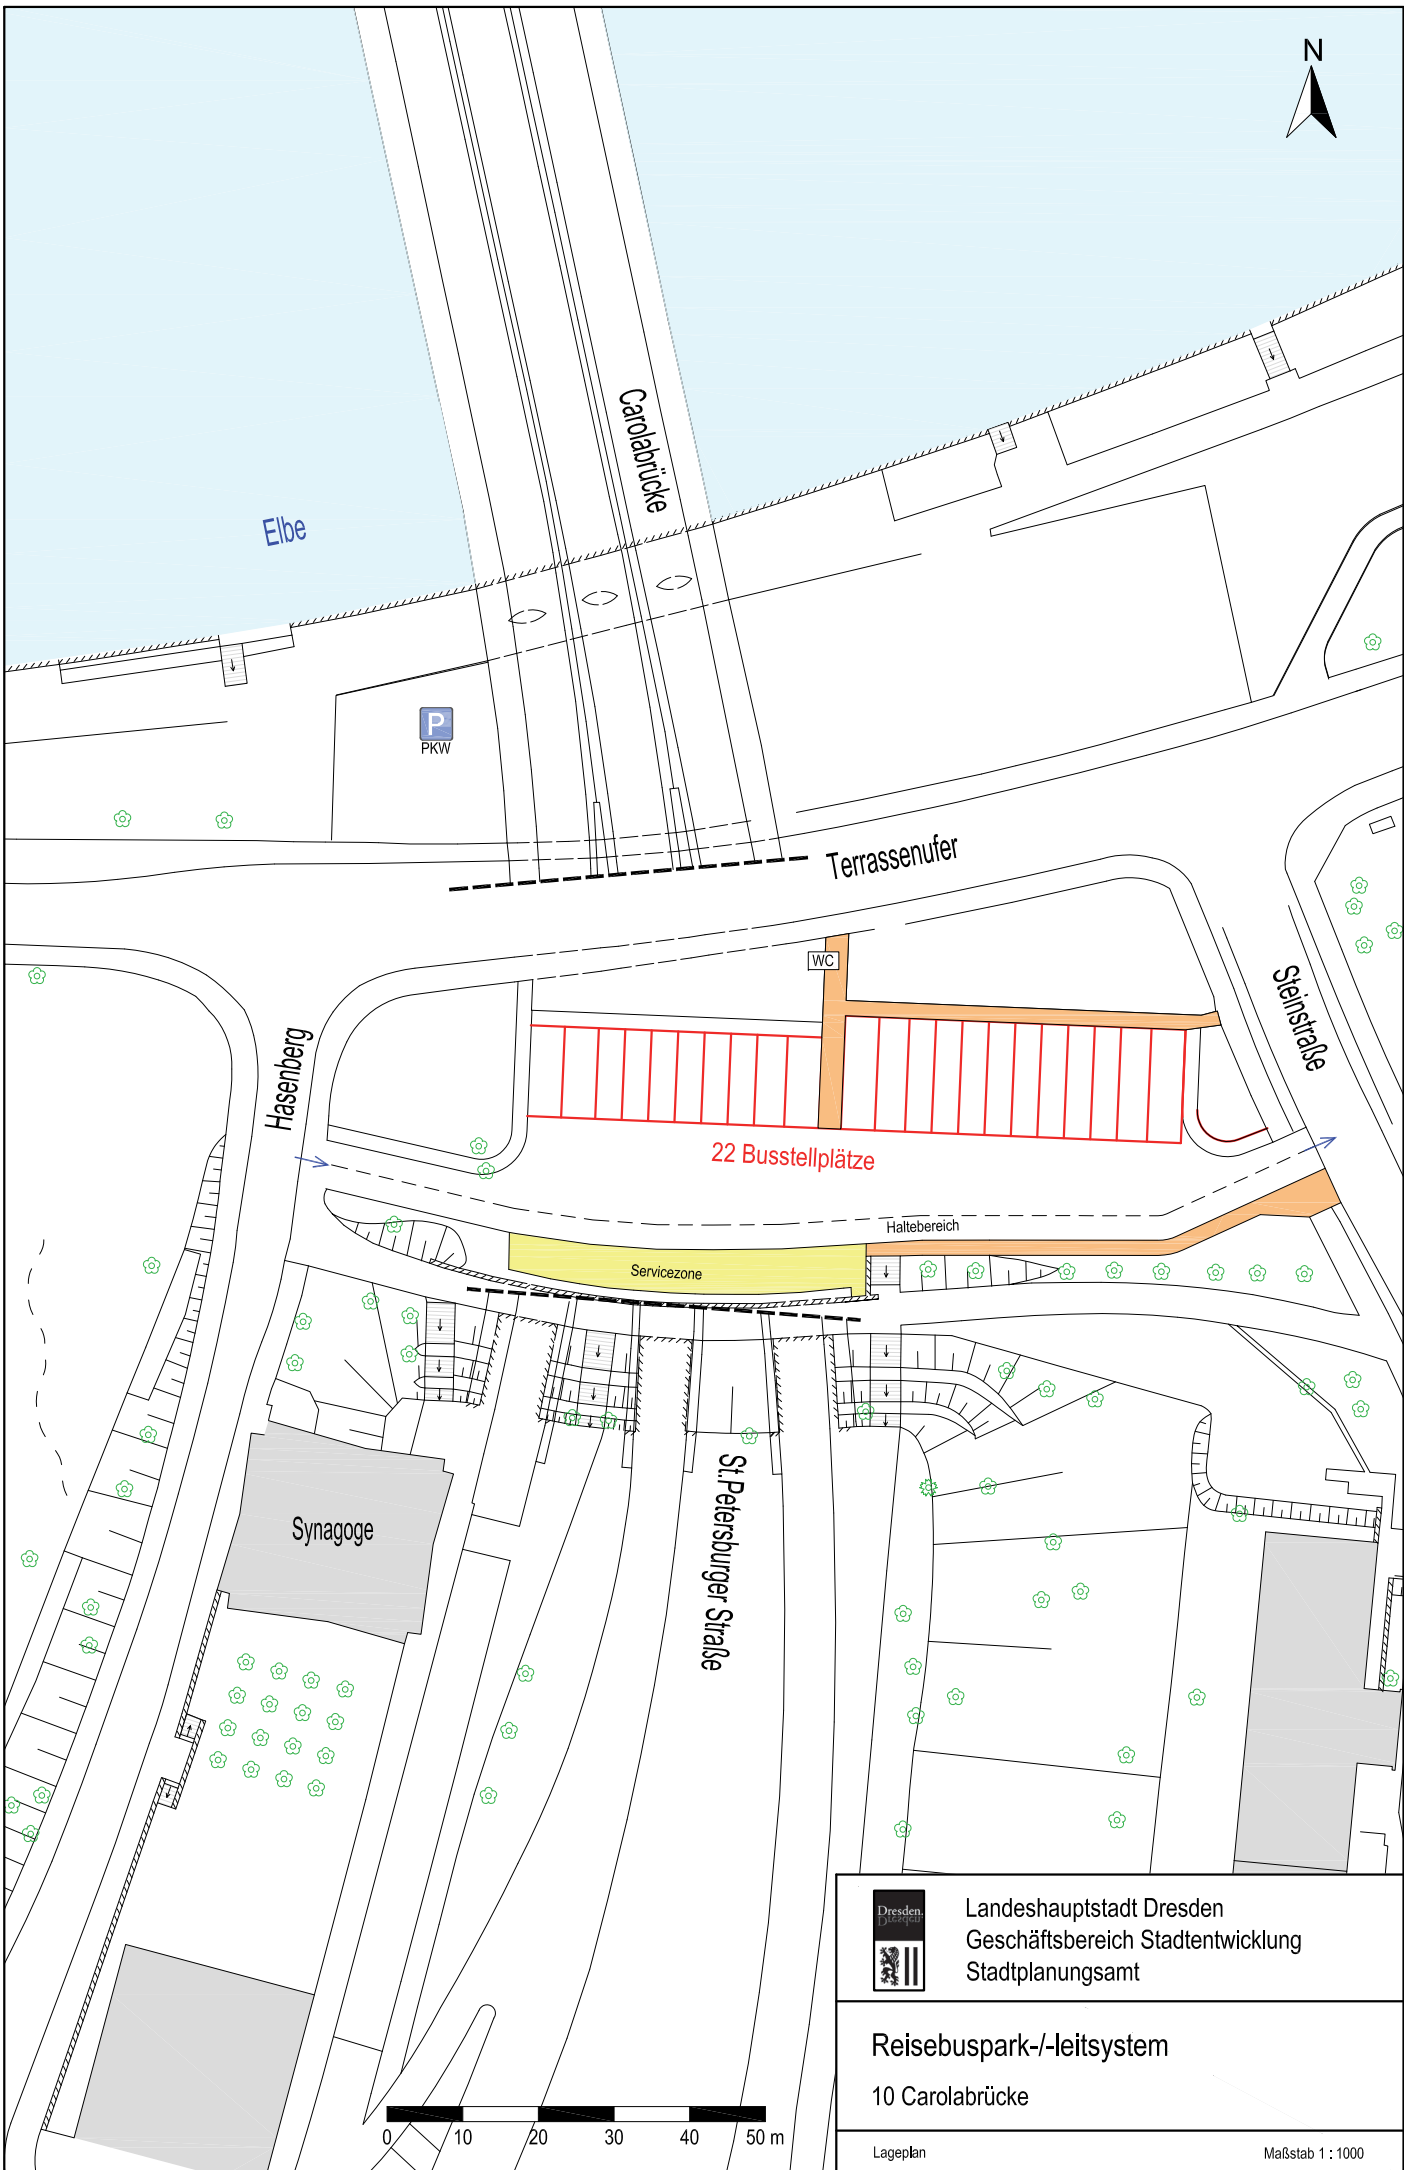 N
Carolabrücke
Elbe
P
PKW
Terrassenufer
WC
Steinstraße
Hasenberg
22 Busstellplätze
Haltebereich
Servicezone
St.Petersburger Straße
Synagoge
Dresden.
Landeshauptstadt Dresden
Geschäftsbereich Stadtentwicklung
Stadtplanungsamt
Reisebuspark-/-leitsystem
10 Carolabrücke
0 10 20 30 40 50 m
Lageplan Maßstab 1 : 1000